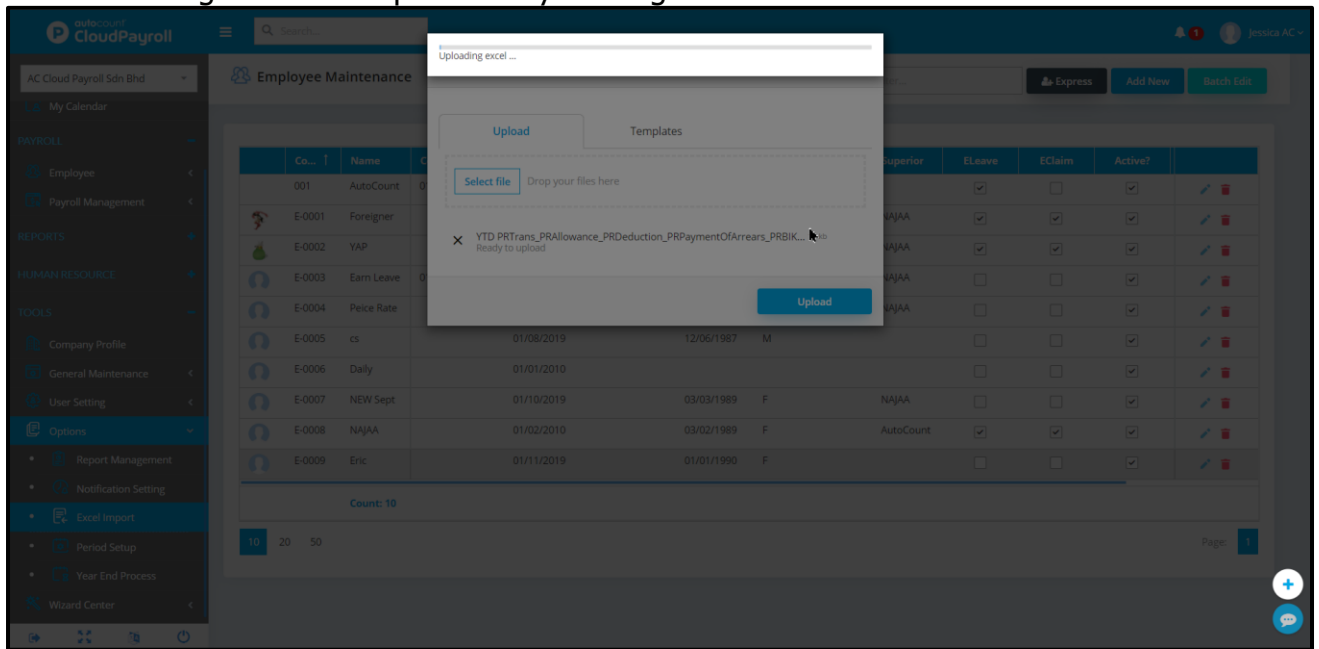 autocount
CloudPayroll
Search...
1
Jessica AC
Uploading excel ...
AC Cloud Payroll Sdn Bhd
Employee Maintenance
Express
Add New
Batch Edit
My Calendar
PAYROLL
Employee
Payroll Management
REPORTS
HUMAN RESOURCE
TOOLS
Company Profile
General Maintenance
User Setting
Options
Report Management
Notification Setting
Excel Import
Period Setup
Year End Process
Wizard Center
Upload Templates
Select file Drop your files here
YTD PRTrans_PRAllowance_PRDeduction_PRPaymentOfArrears_PRBIK...
Ready to upload
Upload
Co... Name Superior ELeave EClaim Active?
001 AutoCount
E-0001 Foreigner NAJAA
E-0002 YAP NAJAA
E-0003 Earn Leave
E-0004 Peice Rate NAJAA
E-0005 cs 01/08/2019 12/06/1987 M
E-0006 Daily 01/01/2010
E-0007 NEW Sept 01/10/2019 03/03/1989 F NAJAA
E-0008 NAJAA 01/02/2010 03/02/1989 F AutoCount
E-0009 Eric 01/11/2019 01/01/1990 F
Count: 10
10 20 50
Page: 1